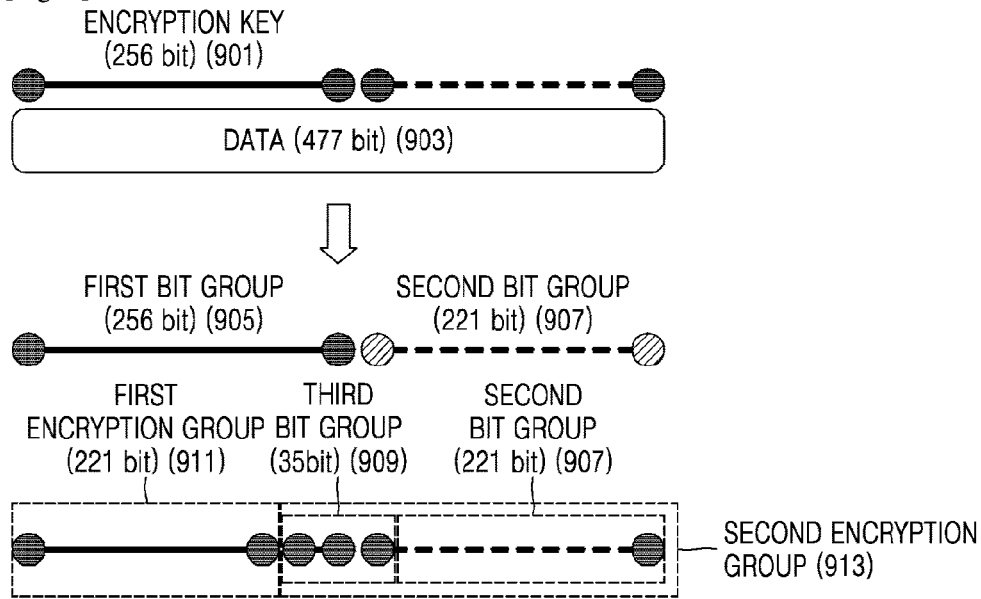 ENCRYPTION KEY
(256 bit) (901)
DATA (477 bit) (903)
FIRST BIT GROUP
(256 bit) (905)
SECOND BIT GROUP
(221 bit) (907)
FIRST
ENCRYPTION GROUP
(221 bit) (911)
THIRD
BIT GROUP
(35bit) (909)
SECOND
BIT GROUP
(221 bit) (907)
SECOND ENCRYPTION
GROUP (913)